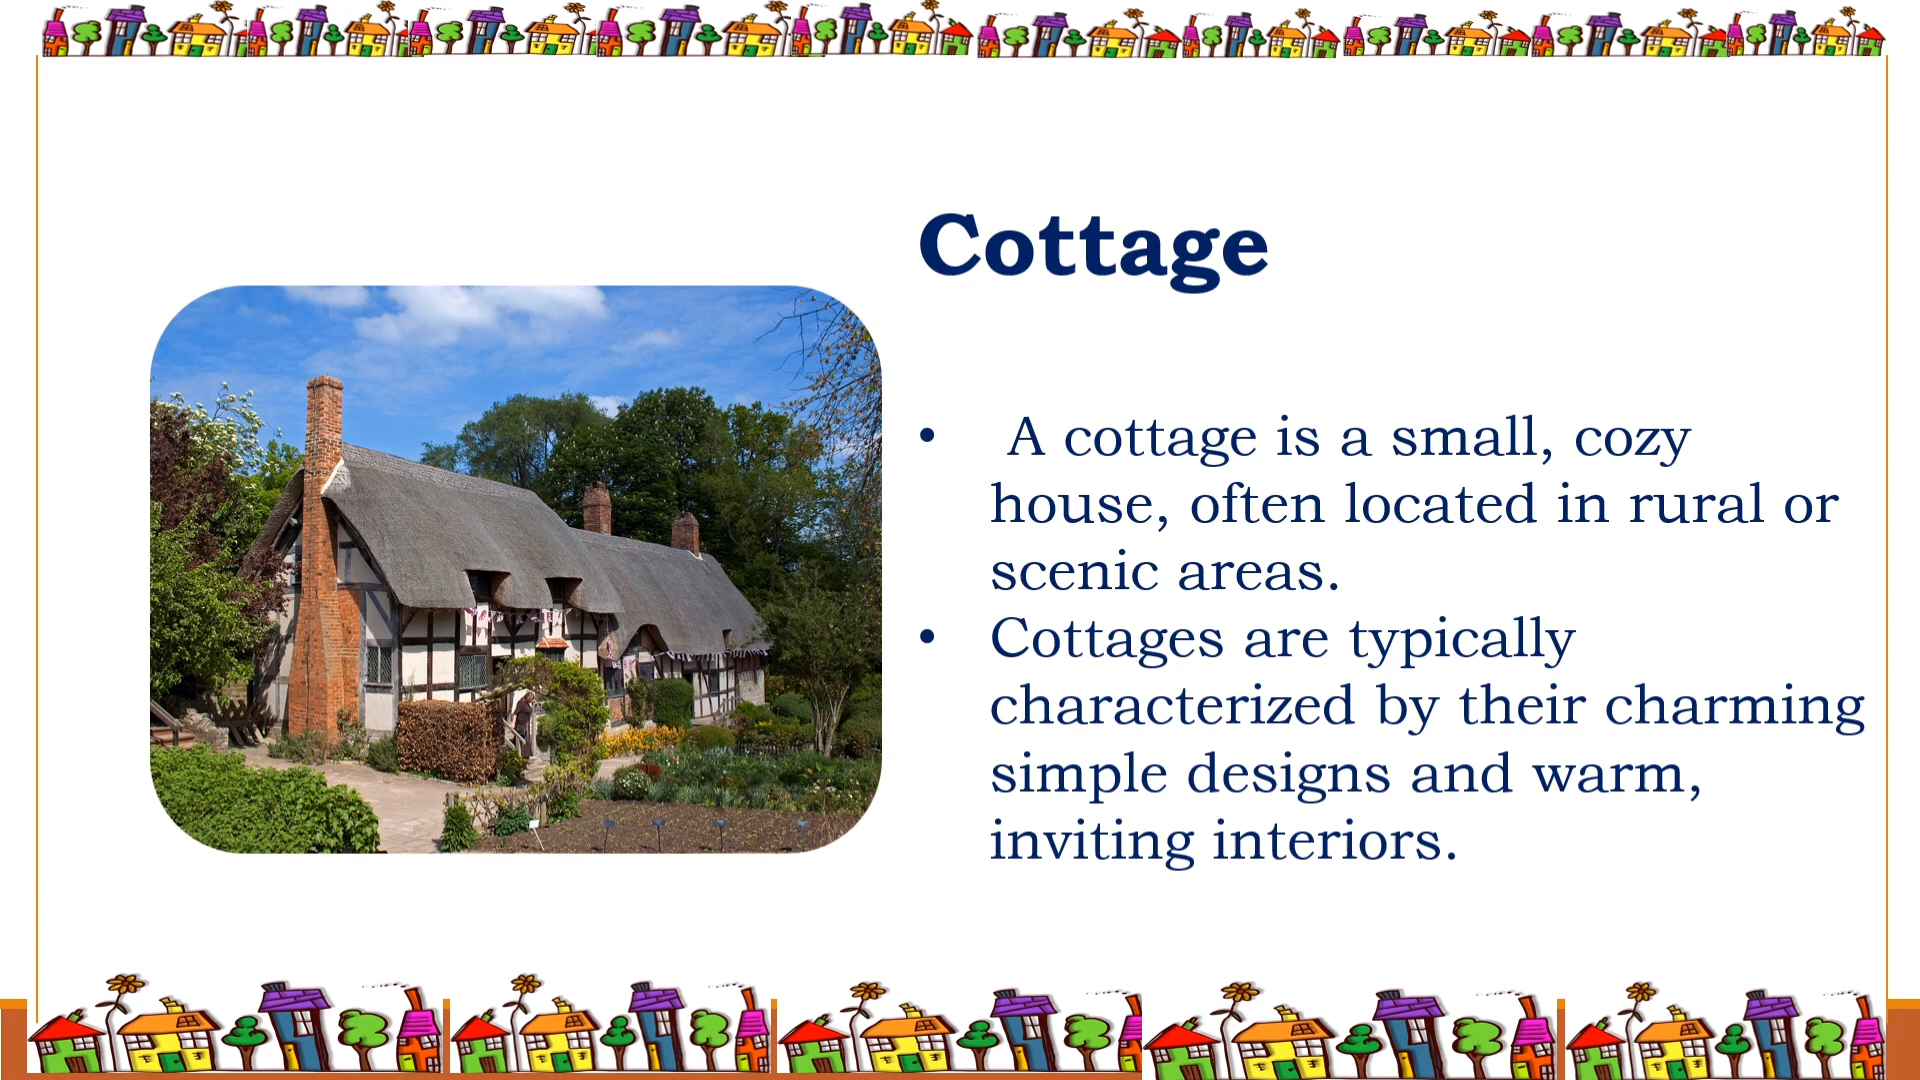 Cottage
• A cottage is a small, cozy
house, often located in rural or
scenic areas.
• Cottages are typically
characterized by their charming
simple designs and warm,
inviting interiors.